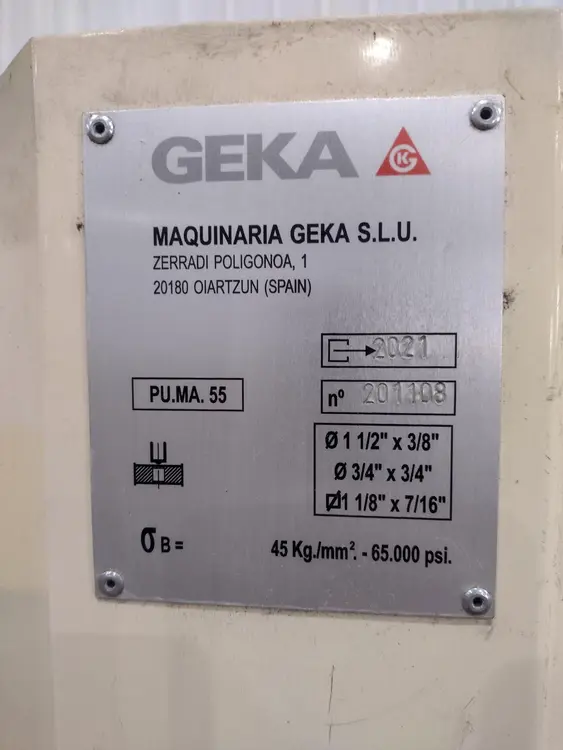 GEKA
MAQUINARIA GEKA S.L.U.
ZERRADI POLIGONOA, 1
20180 OIARTZUN (SPAIN)
2021
PU.MA. 55
nº 201108
Ø 1 1/2" x 3/8"
Ø 3/4" x 3/4"
1 1/8" x 7/16"
σ B = 45 Kg./mm². - 65.000 psi.